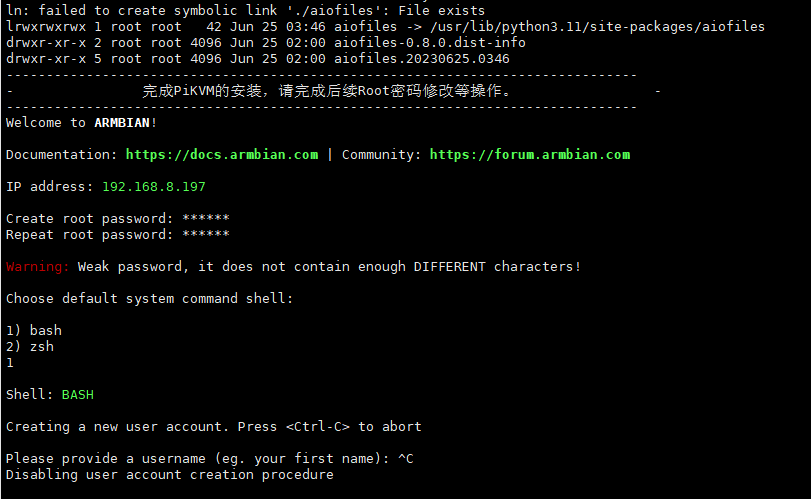 ln: failed to create symbolic link './aiofiles': File exists
lrwxrwxrwx 1 root root   42 Jun 25 03:46 aiofiles -> /usr/lib/python3.11/site-packages/aiofiles
drwxr-xr-x 2 root root 4096 Jun 25 02:00 aiofiles-0.8.0.dist-info
drwxr-xr-x 5 root root 4096 Jun 25 02:00 aiofiles.20230625.0346
-------------------------------------------------------------------------------
-                完成PiKVM的安装，请完成后续Root密码修改等操作。                -
-------------------------------------------------------------------------------
Welcome to ARMBIAN!
Documentation: https://docs.armbian.com | Community: https://forum.armbian.com
IP address: 192.168.8.197
Create root password: ******
Repeat root password: ******
Warning: Weak password, it does not contain enough DIFFERENT characters!
Choose default system command shell:
1) bash
2) zsh
1
Shell: BASH
Creating a new user account. Press <Ctrl-C> to abort
Please provide a username (eg. your first name): ^C
Disabling user account creation procedure